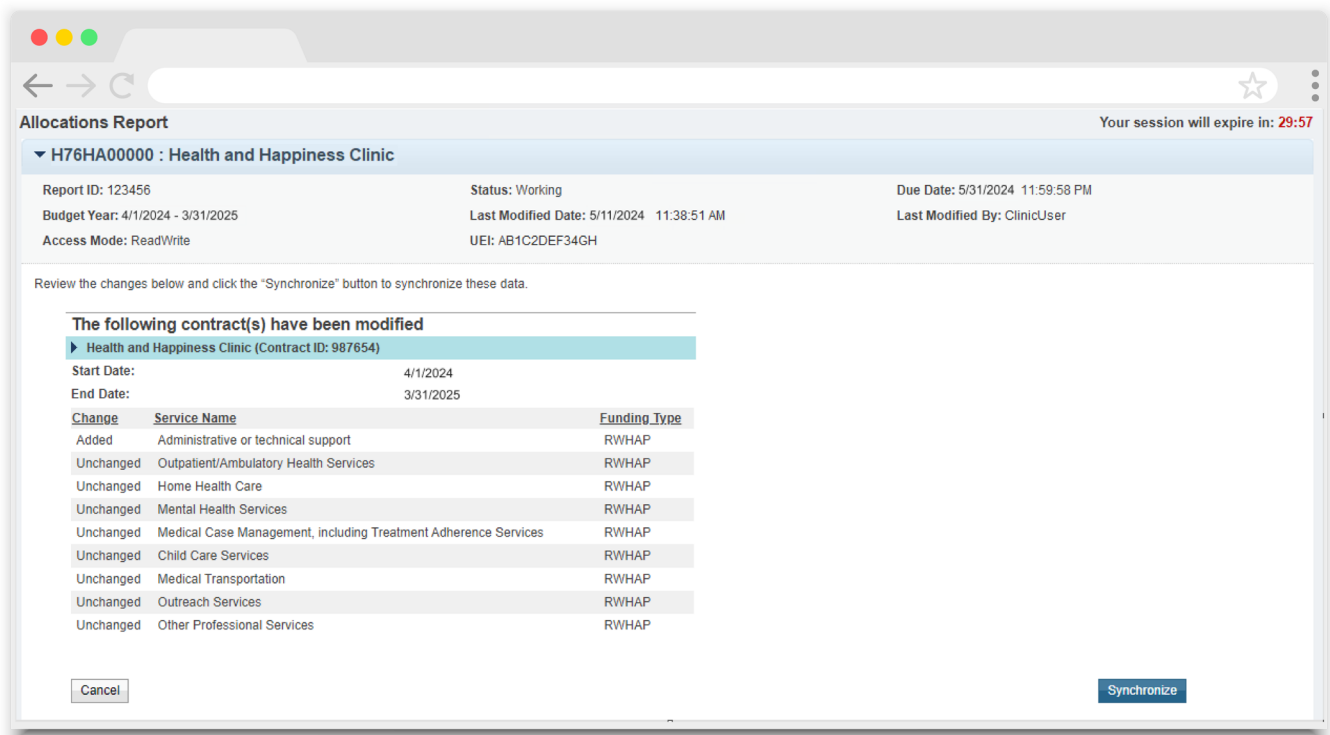 Allocations Report
Your session will expire in: 29:57
H76HA00000 : Health and Happiness Clinic
Report ID: 123456 Status: Working Due Date: 5/31/2024 11:59:58 PM
Budget Year: 4/1/2024 - 3/31/2025 Last Modified Date: 5/11/2024 11:38:51 AM Last Modified By: ClinicUser
Access Mode: ReadWrite UEI: AB1C2DEF34GH
Review the changes below and click the “Synchronize” button to synchronize these data.
The following contract(s) have been modified
Health and Happiness Clinic (Contract ID: 987654)
Start Date: 4/1/2024
End Date: 3/31/2025
Change Service Name Funding Type
Added Administrative or technical support RWHAP
Unchanged Outpatient/Ambulatory Health Services RWHAP
Unchanged Home Health Care RWHAP
Unchanged Mental Health Services RWHAP
Unchanged Medical Case Management, including Treatment Adherence Services RWHAP
Unchanged Child Care Services RWHAP
Unchanged Medical Transportation RWHAP
Unchanged Outreach Services RWHAP
Unchanged Other Professional Services RWHAP
Cancel Synchronize